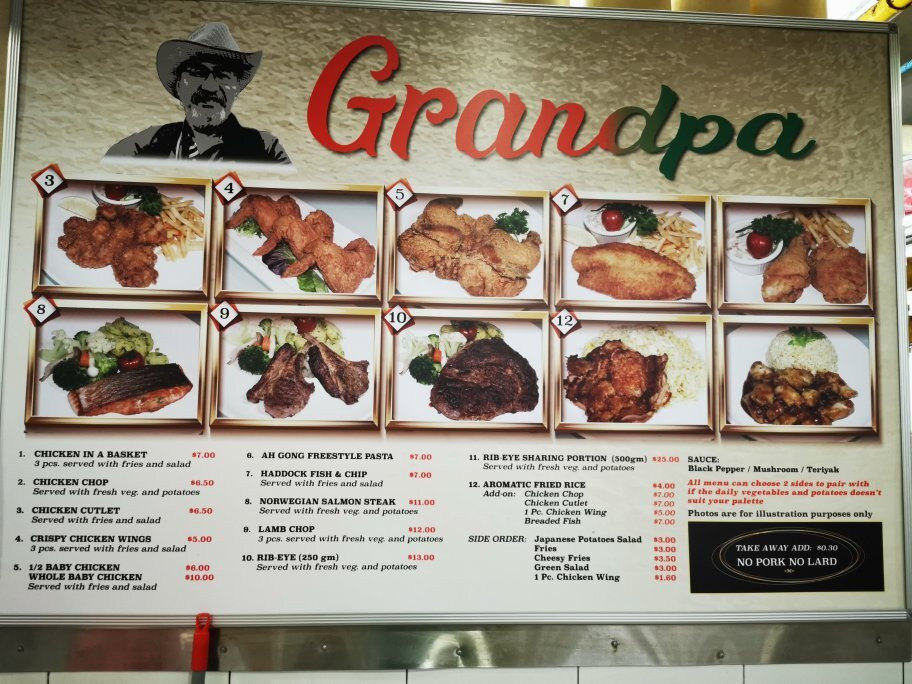 Grandpa
3
4
5
7
8
9
10
12
1. CHICKEN IN A BASKET $7.00
3 pcs. served with fries and salad
2. CHICKEN CHOP $6.50
Served with fresh veg. and potatoes
3. CHICKEN CUTLET $6.50
Served with fries and salad
4. CRISPY CHICKEN WINGS $5.00
3 pcs. served with fries and salad
5. 1/2 BABY CHICKEN $6.00
WHOLE BABY CHICKEN $10.00
Served with fries and salad
6. AH GONG FREESTYLE PASTA $7.00
7. HADDOCK FISH & CHIP $7.00
Served with fries and salad
8. NORWEGIAN SALMON STEAK $11.00
Served with fresh veg. and potatoes
9. LAMB CHOP $12.00
3 pcs. served with fresh veg. and potatoes
10. RIB-EYE (250 gm) $13.00
Served with fresh veg. and potatoes
11. RIB-EYE SHARING PORTION (500gm) $25.00
Served with fresh veg. and potatoes
12. AROMATIC FRIED RICE $4.00
Add-on: Chicken Chop $7.00
Chicken Cutlet $7.00
1 Pc. Chicken Wing $5.00
Breaded Fish $7.00
SIDE ORDER: Japanese Potatoes Salad $3.00
Fries $3.00
Cheesy Fries $3.50
Green Salad $3.00
1 Pc. Chicken Wing $1.60
SAUCE:
Black Pepper / Mushroom / Teriyak
All menu can choose 2 sides to pair with
if the daily vegetables and potatoes doesn't
suit your palette
Photos are for illustration purposes only
TAKE AWAY ADD: $0.30
NO PORK NO LARD